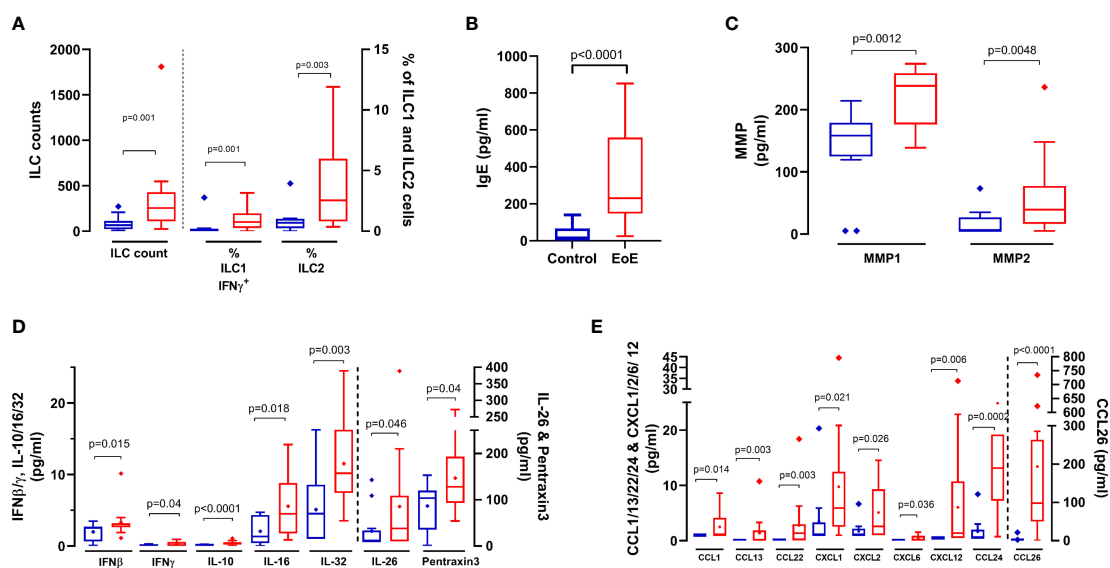 A
2000
1500
1000
500
0
ILC counts
p=0.001
p=0.001
p=0.003
15
10
5
0
% of ILC1 and ILC2 cells
ILC count
%
ILC1
IFNγ+
%
ILC2
B
1000
800
600
400
200
0
IgE (pg/ml)
p<0.0001
Control
EoE
C
300
200
100
0
MMP
(pg/ml)
p=0.0012
p=0.0048
MMP1
MMP2
D
25
20
10
0
IFNβ/γ, IL-10/16/32
(pg/ml)
p=0.015
p=0.04
p<0.0001
p=0.018
p=0.003
p=0.046
p=0.04
400
350
300
250
200
100
0
IL-26 & Pentraxin3
(pg/ml)
IFNβ
IFNγ
IL-10
IL-16
IL-32
IL-26
Pentraxin3
E
45
40
35
30
20
10
0
CCL1/13/22/24 & CXCL1/2/6/ 12
(pg/ml)
p=0.014
p=0.003
p=0.003
p=0.021
p=0.026
p=0.036
p=0.006
p=0.0002
p<0.0001
800
750
700
650
600
300
200
100
0
CCL26 (pg/ml)
CCL1
CCL13
CCL22
CXCL1
CXCL2
CXCL6
CXCL12
CCL24
CCL26